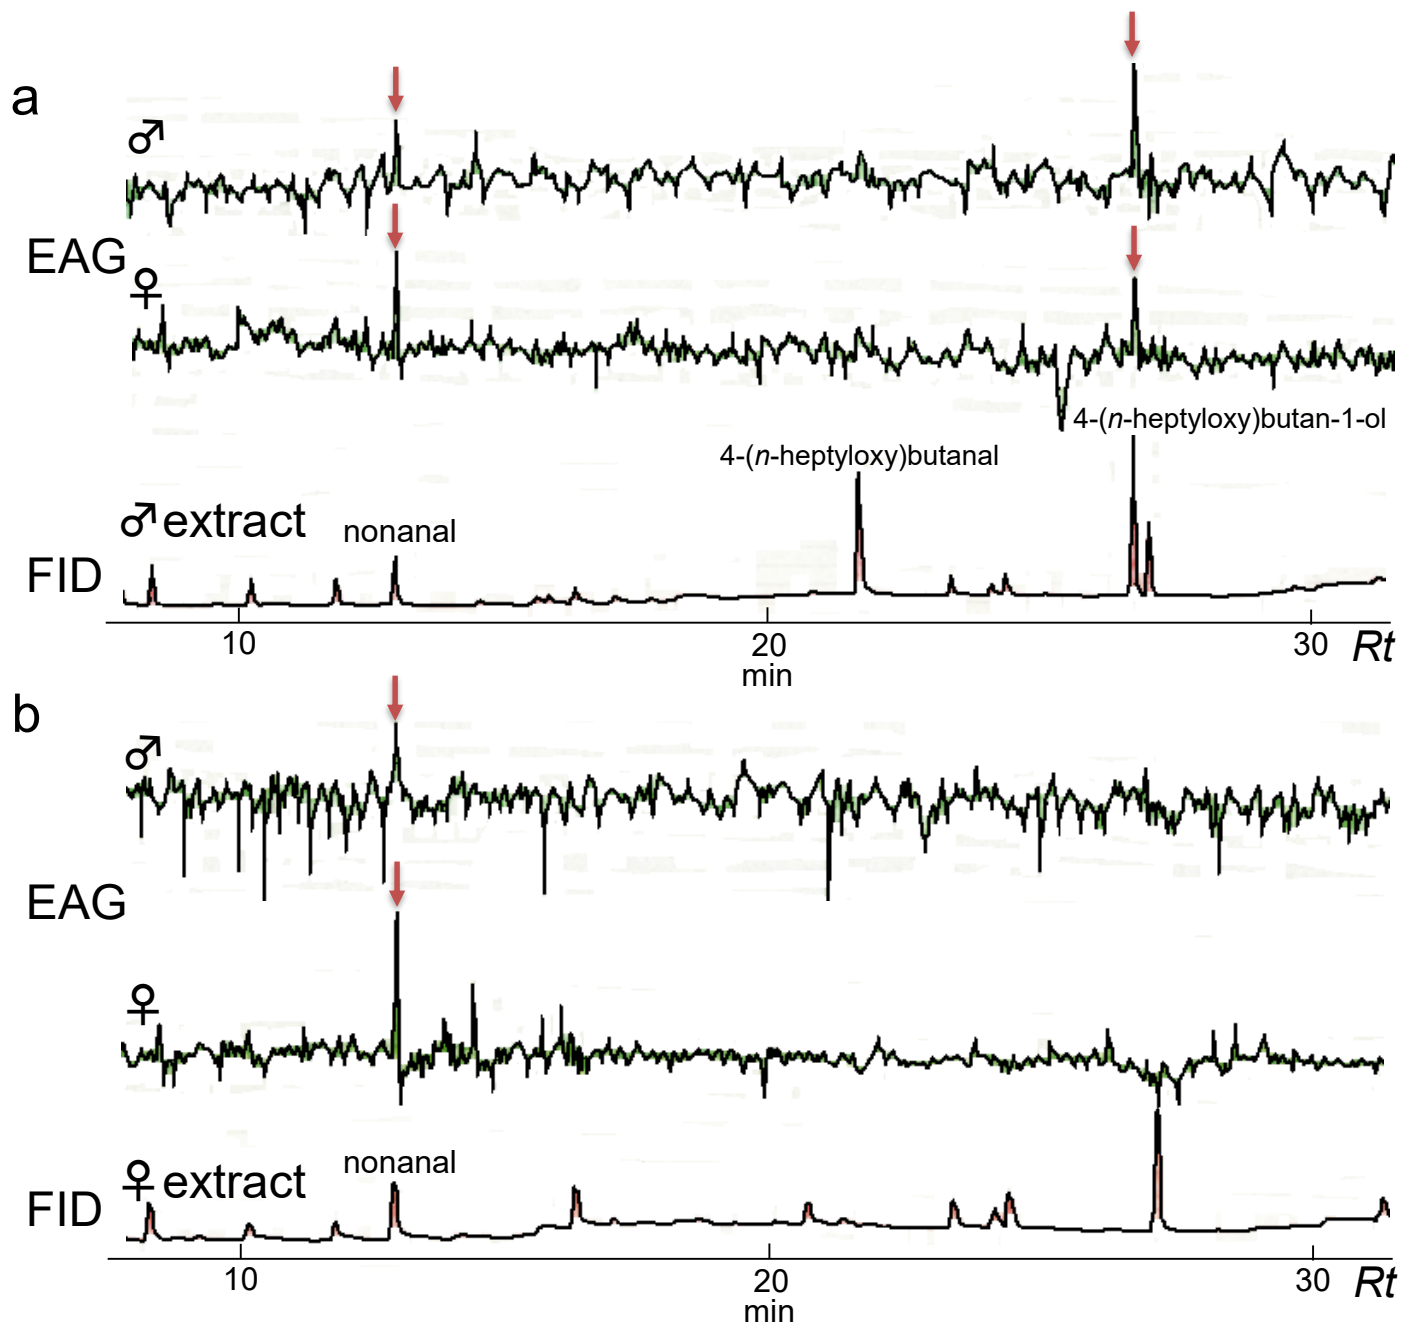 a
♂
EAG
♀
4-(n-heptyloxy)butan-1-ol
4-(n-heptyloxy)butanal
♂ extract
nonanal
FID
10
20
30
Rt
min
b
♂
EAG
♀
nonanal
♀ extract
FID
10
20
30
Rt
min